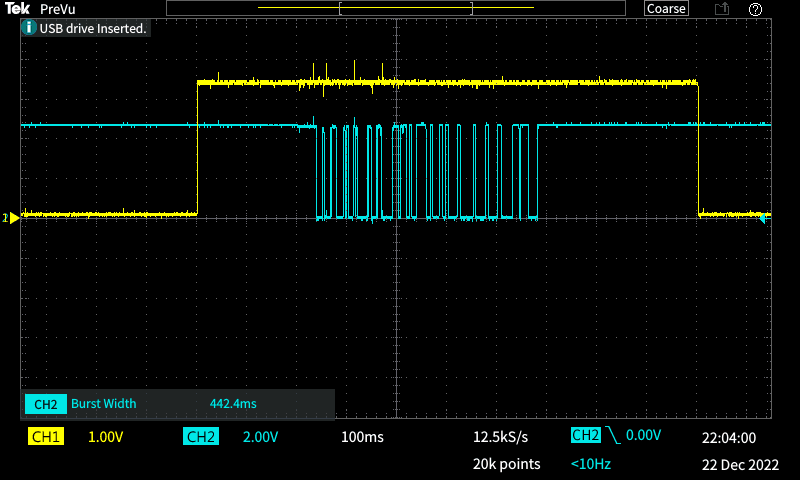 Tek PreVu
Coarse
USB drive Inserted.
CH2 Burst Width 442.4ms
CH1 1.00V CH2 2.00V 100ms 12.5kS/s CH2 0.00V 22:04:00
20k points <10Hz 22 Dec 2022